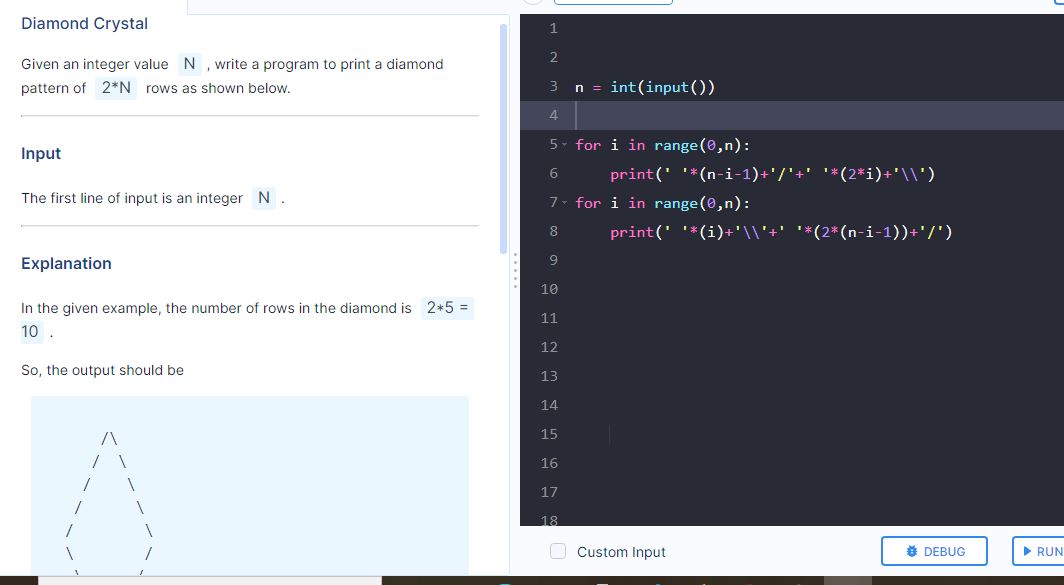 Diamond Crystal
Given an integer value N , write a program to print a diamond
pattern of 2*N rows as shown below.
Input
The first line of input is an integer N .
Explanation
In the given example, the number of rows in the diamond is 2*5 =
10 .
So, the output should be
    /\
   /  \
  /    \
 /      \
/        \
\        /
 \      /
1
2
3 n = int(input())
4
5 for i in range(0,n):
6     print(' '*(n-i-1)+'/'+' '*(2*i)+'\\')
7 for i in range(0,n):
8     print(' '*(i)+'\\'+' '*(2*(n-i-1))+'/')
9
10
11
12
13
14
15
16
17
18
Custom Input
DEBUG
RUN